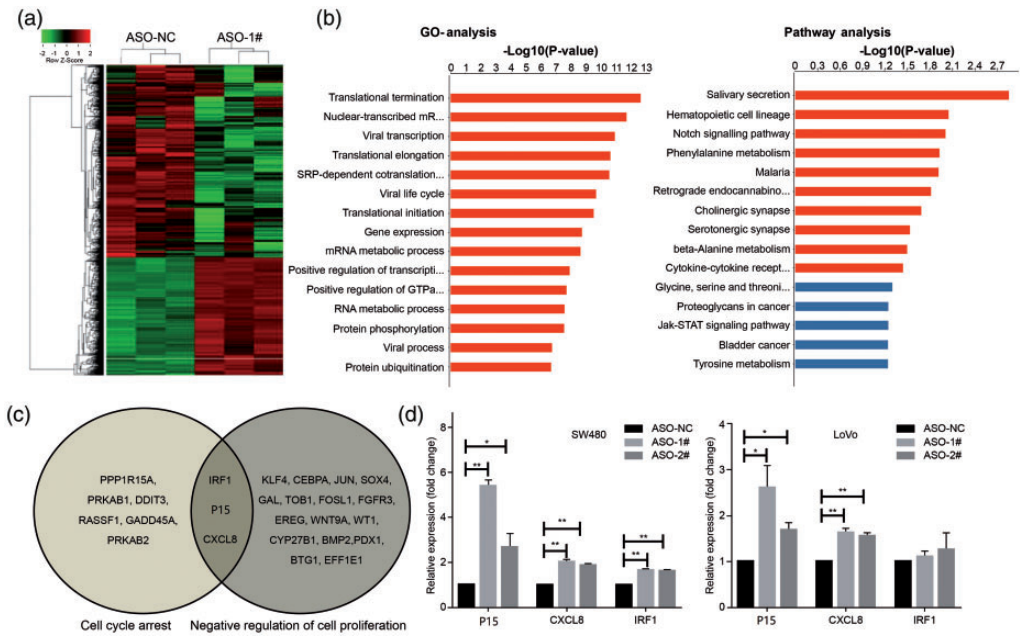 (a)
-2 -1 0 1 2
Row Z-Score
ASO-NC ASO-1#
(b)
GO-analysis
-Log10(P-value)
0 1 2 3 4 5 6 7 8 9 10 11 12 13
Translational termination
Nuclear-transcribed mR...
Viral transcription
Translational elongation
SRP-dependent cotranslation...
Viral life cycle
Translational initiation
Gene expression
mRNA metabolic process
Positive regulation of transcripti...
Positive regulation of GTPa...
RNA metabolic process
Protein phosphorylation
Viral process
Protein ubiquitination
Pathway analysis
-Log10(P-value)
0 0,3 0,6 0,9 1,2 1,5 1,8 2,1 2,4 2,7
Salivary secretion
Hematopoietic cell lineage
Notch signalling pathway
Phenylalanine metabolism
Malaria
Retrograde endocannabino...
Cholinergic synapse
Serotonergic synapse
beta-Alanine metabolism
Cytokine-cytokine recept...
Glycine, serine and threoni...
Proteoglycans in cancer
Jak-STAT signaling pathway
Bladder cancer
Tyrosine metabolism
(c)
PPP1R15A,
PRKAB1, DDIT3,
RASSF1, GADD45A,
PRKAB2
IRF1
P15
CXCL8
KLF4, CEBPA, JUN, SOX4,
GAL, TOB1, FOSL1, FGFR3,
EREG, WNT9A, WT1,
CYP27B1, BMP2,PDX1,
BTG1, EFF1E1
Cell cycle arrest
Negative regulation of cell proliferation
(d)
Relative expression (fold change)
8
6
4
2
0
SW480
ASO-NC
ASO-1#
ASO-2#
*
**
**
**
**
**
P15 CXCL8 IRF1
Relative expression (fold change)
4
3
2
1
0
LoVo
ASO-NC
ASO-1#
ASO-2#
*
*
**
**
P15 CXCL8 IRF1